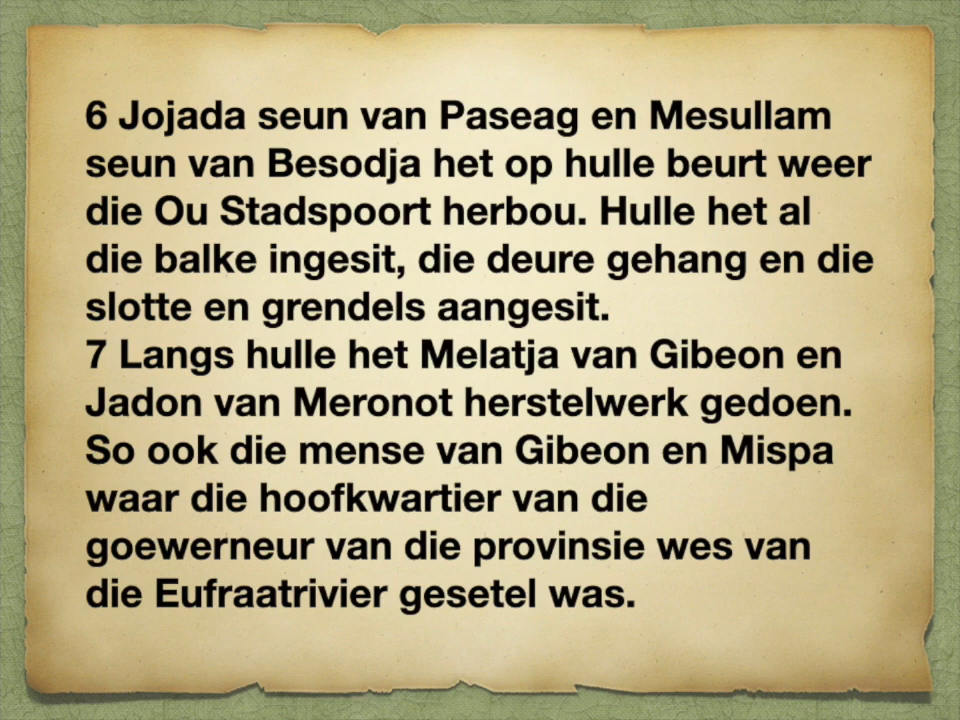 6 Jojada seun van Paseag en Mesullam
seun van Besodja het op hulle beurt weer
die Ou Stadspoort herbou. Hulle het al
die balke ingesit, die deure gehang en die
slotte en grendels aangesit.
7 Langs hulle het Melatja van Gibeon en
Jadon van Meronot herstelwerk gedoen.
So ook die mense van Gibeon en Mispa
waar die hoofkwartier van die
goewerneur van die provinsie wes van
die Eufraatrivier gesetel was.